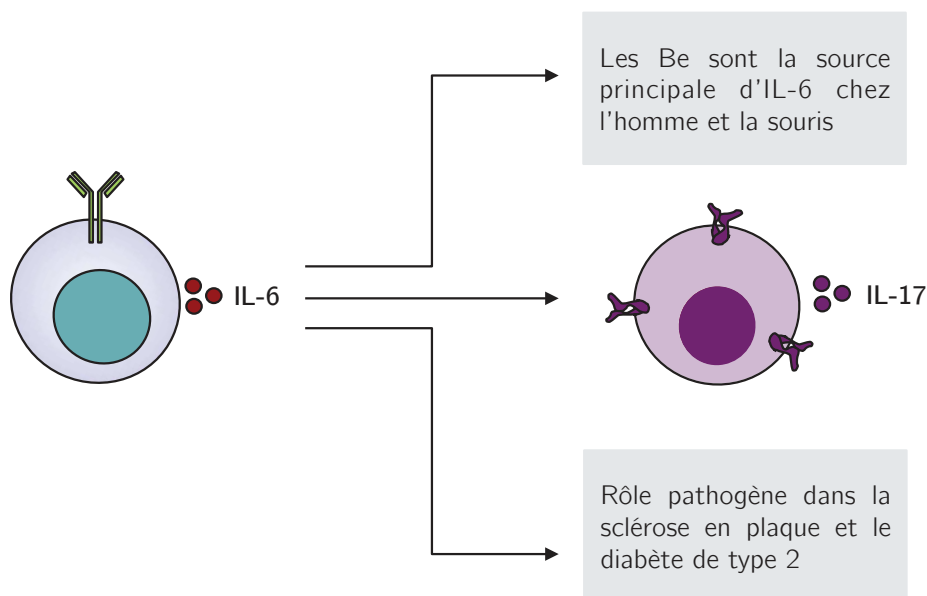 Les Be sont la source
principale d'IL-6 chez
l'homme et la souris
IL-6
IL-17
Rôle pathogène dans la
sclérose en plaque et le
diabète de type 2